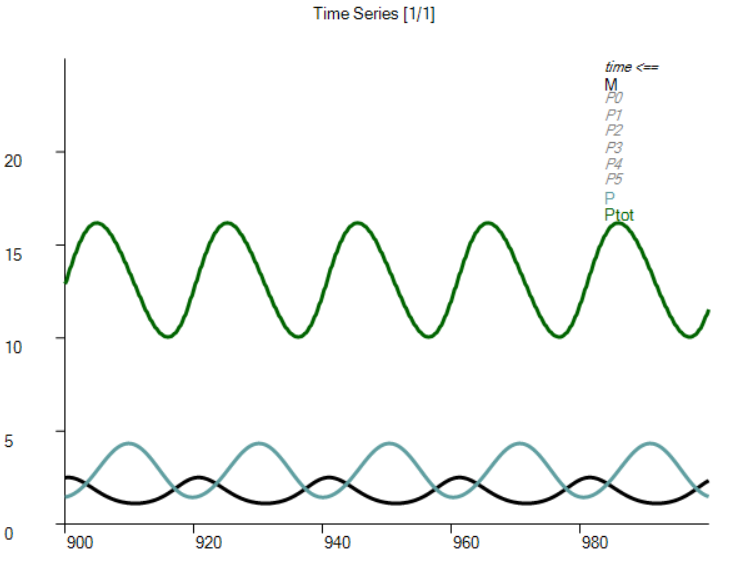 Time Series [1/1]
time <==
M
P0
P1
P2
P3
P4
P5
P
Ptot
20
15
10
5
0
900 920 940 960 980